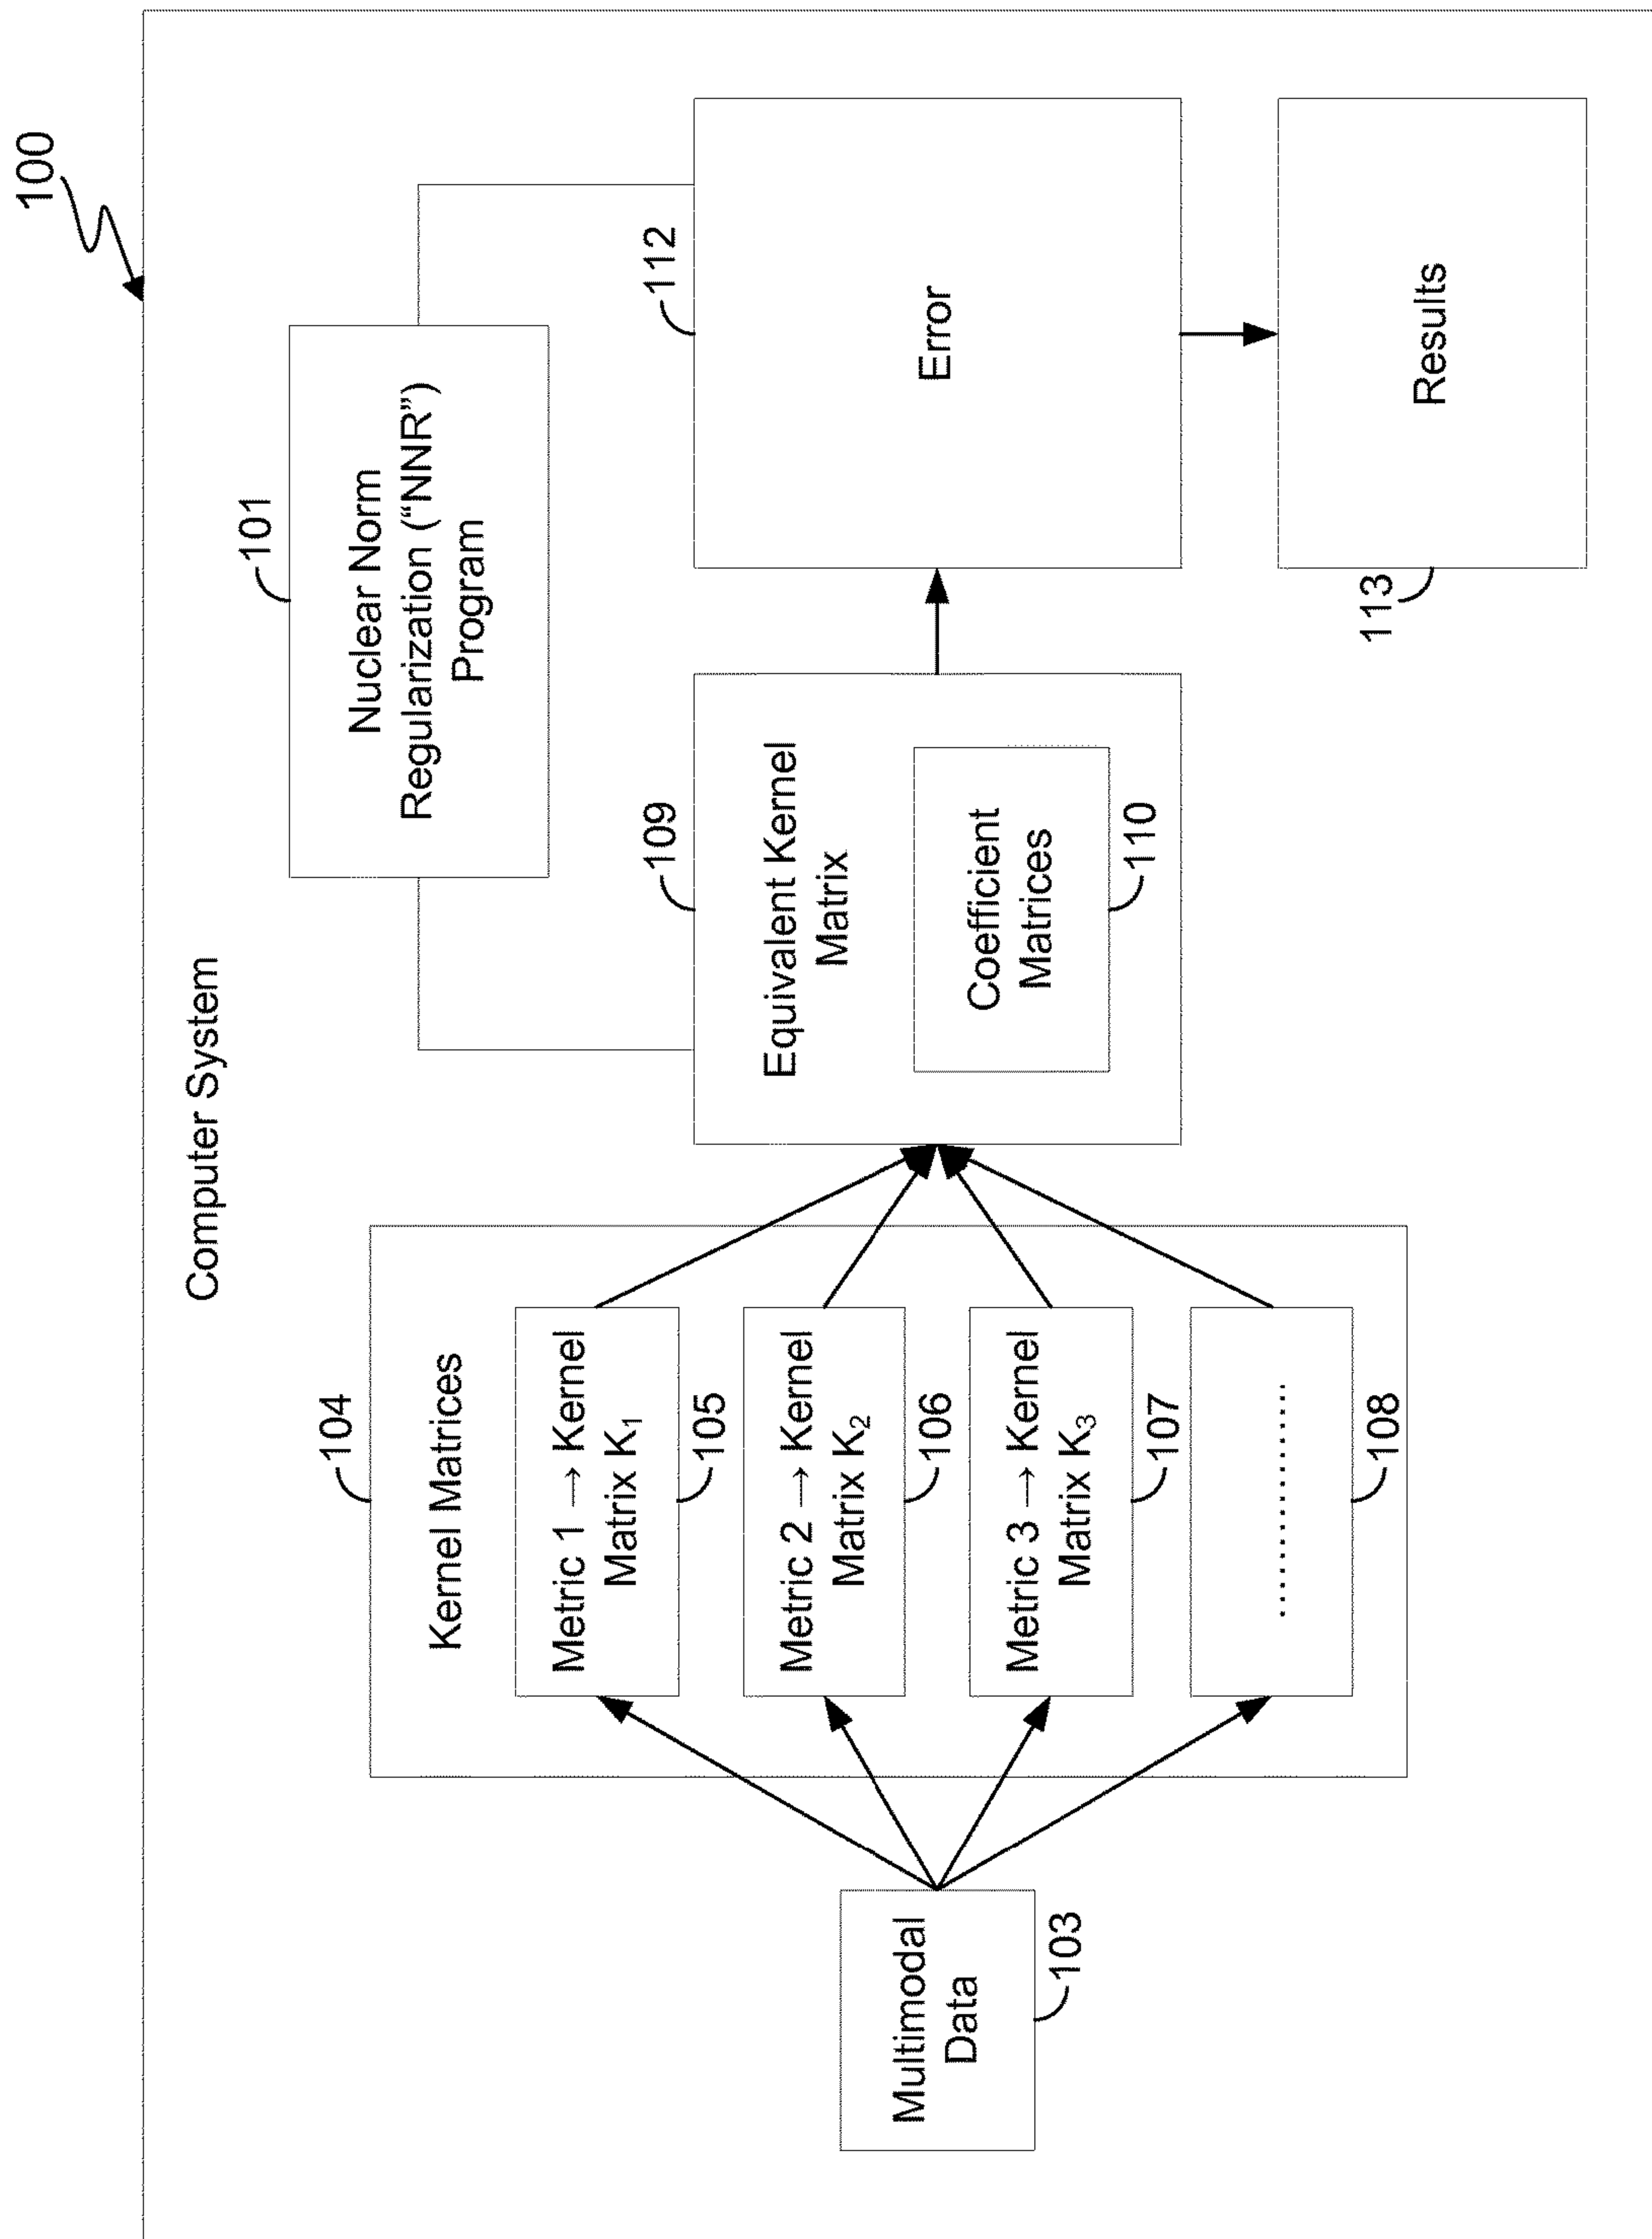 100
Computer System
101
Nuclear Norm
Regularization (“NNR”)
Program
104
Kernel Matrices
Metric 1 → Kernel
Matrix K₁
105
Metric 2 → Kernel
Matrix K₂
106
Metric 3 → Kernel
Matrix K₃
107
...............
108
Multimodal
Data
103
109
Equivalent Kernel
Matrix
Coefficient
Matrices
110
112
Error
Results
113